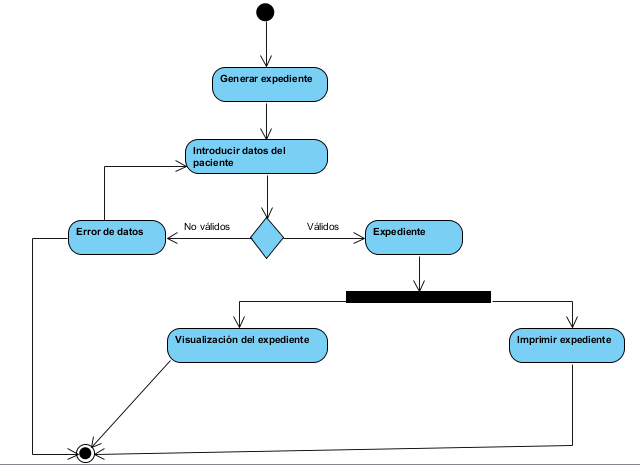 Generar expediente
Introducir datos del
paciente
No válidos
Válidos
Error de datos
Expediente
Visualización del expediente
Imprimir expediente